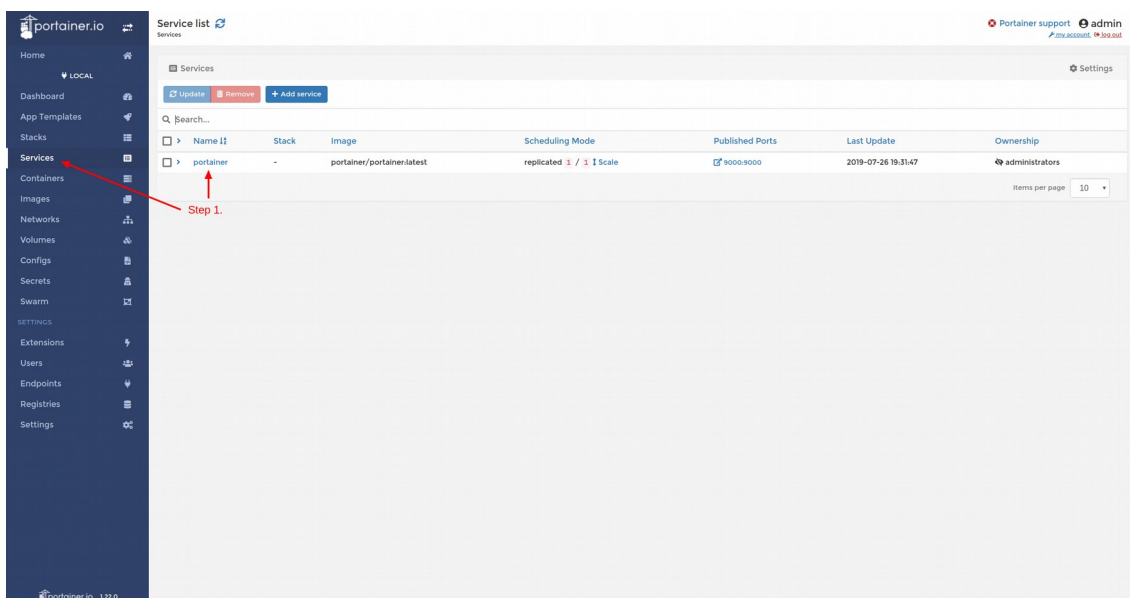 portainer.io
Service list
Services
Portainer support admin
my account log out
Home
LOCAL
Dashboard
App Templates
Stacks
Services
Containers
Images
Networks
Volumes
Configs
Secrets
Swarm
SETTINGS
Extensions
Users
Endpoints
Registries
Settings
portainer.io 1.22.0
Services Settings
Update Remove + Add service
Search...
Name Stack Image Scheduling Mode Published Ports Last Update Ownership
portainer - portainer/portainer:latest replicated 1 / 1 Scale 9000:9000 2019-07-26 19:31:47 administrators
Items per page 10
Step 1.